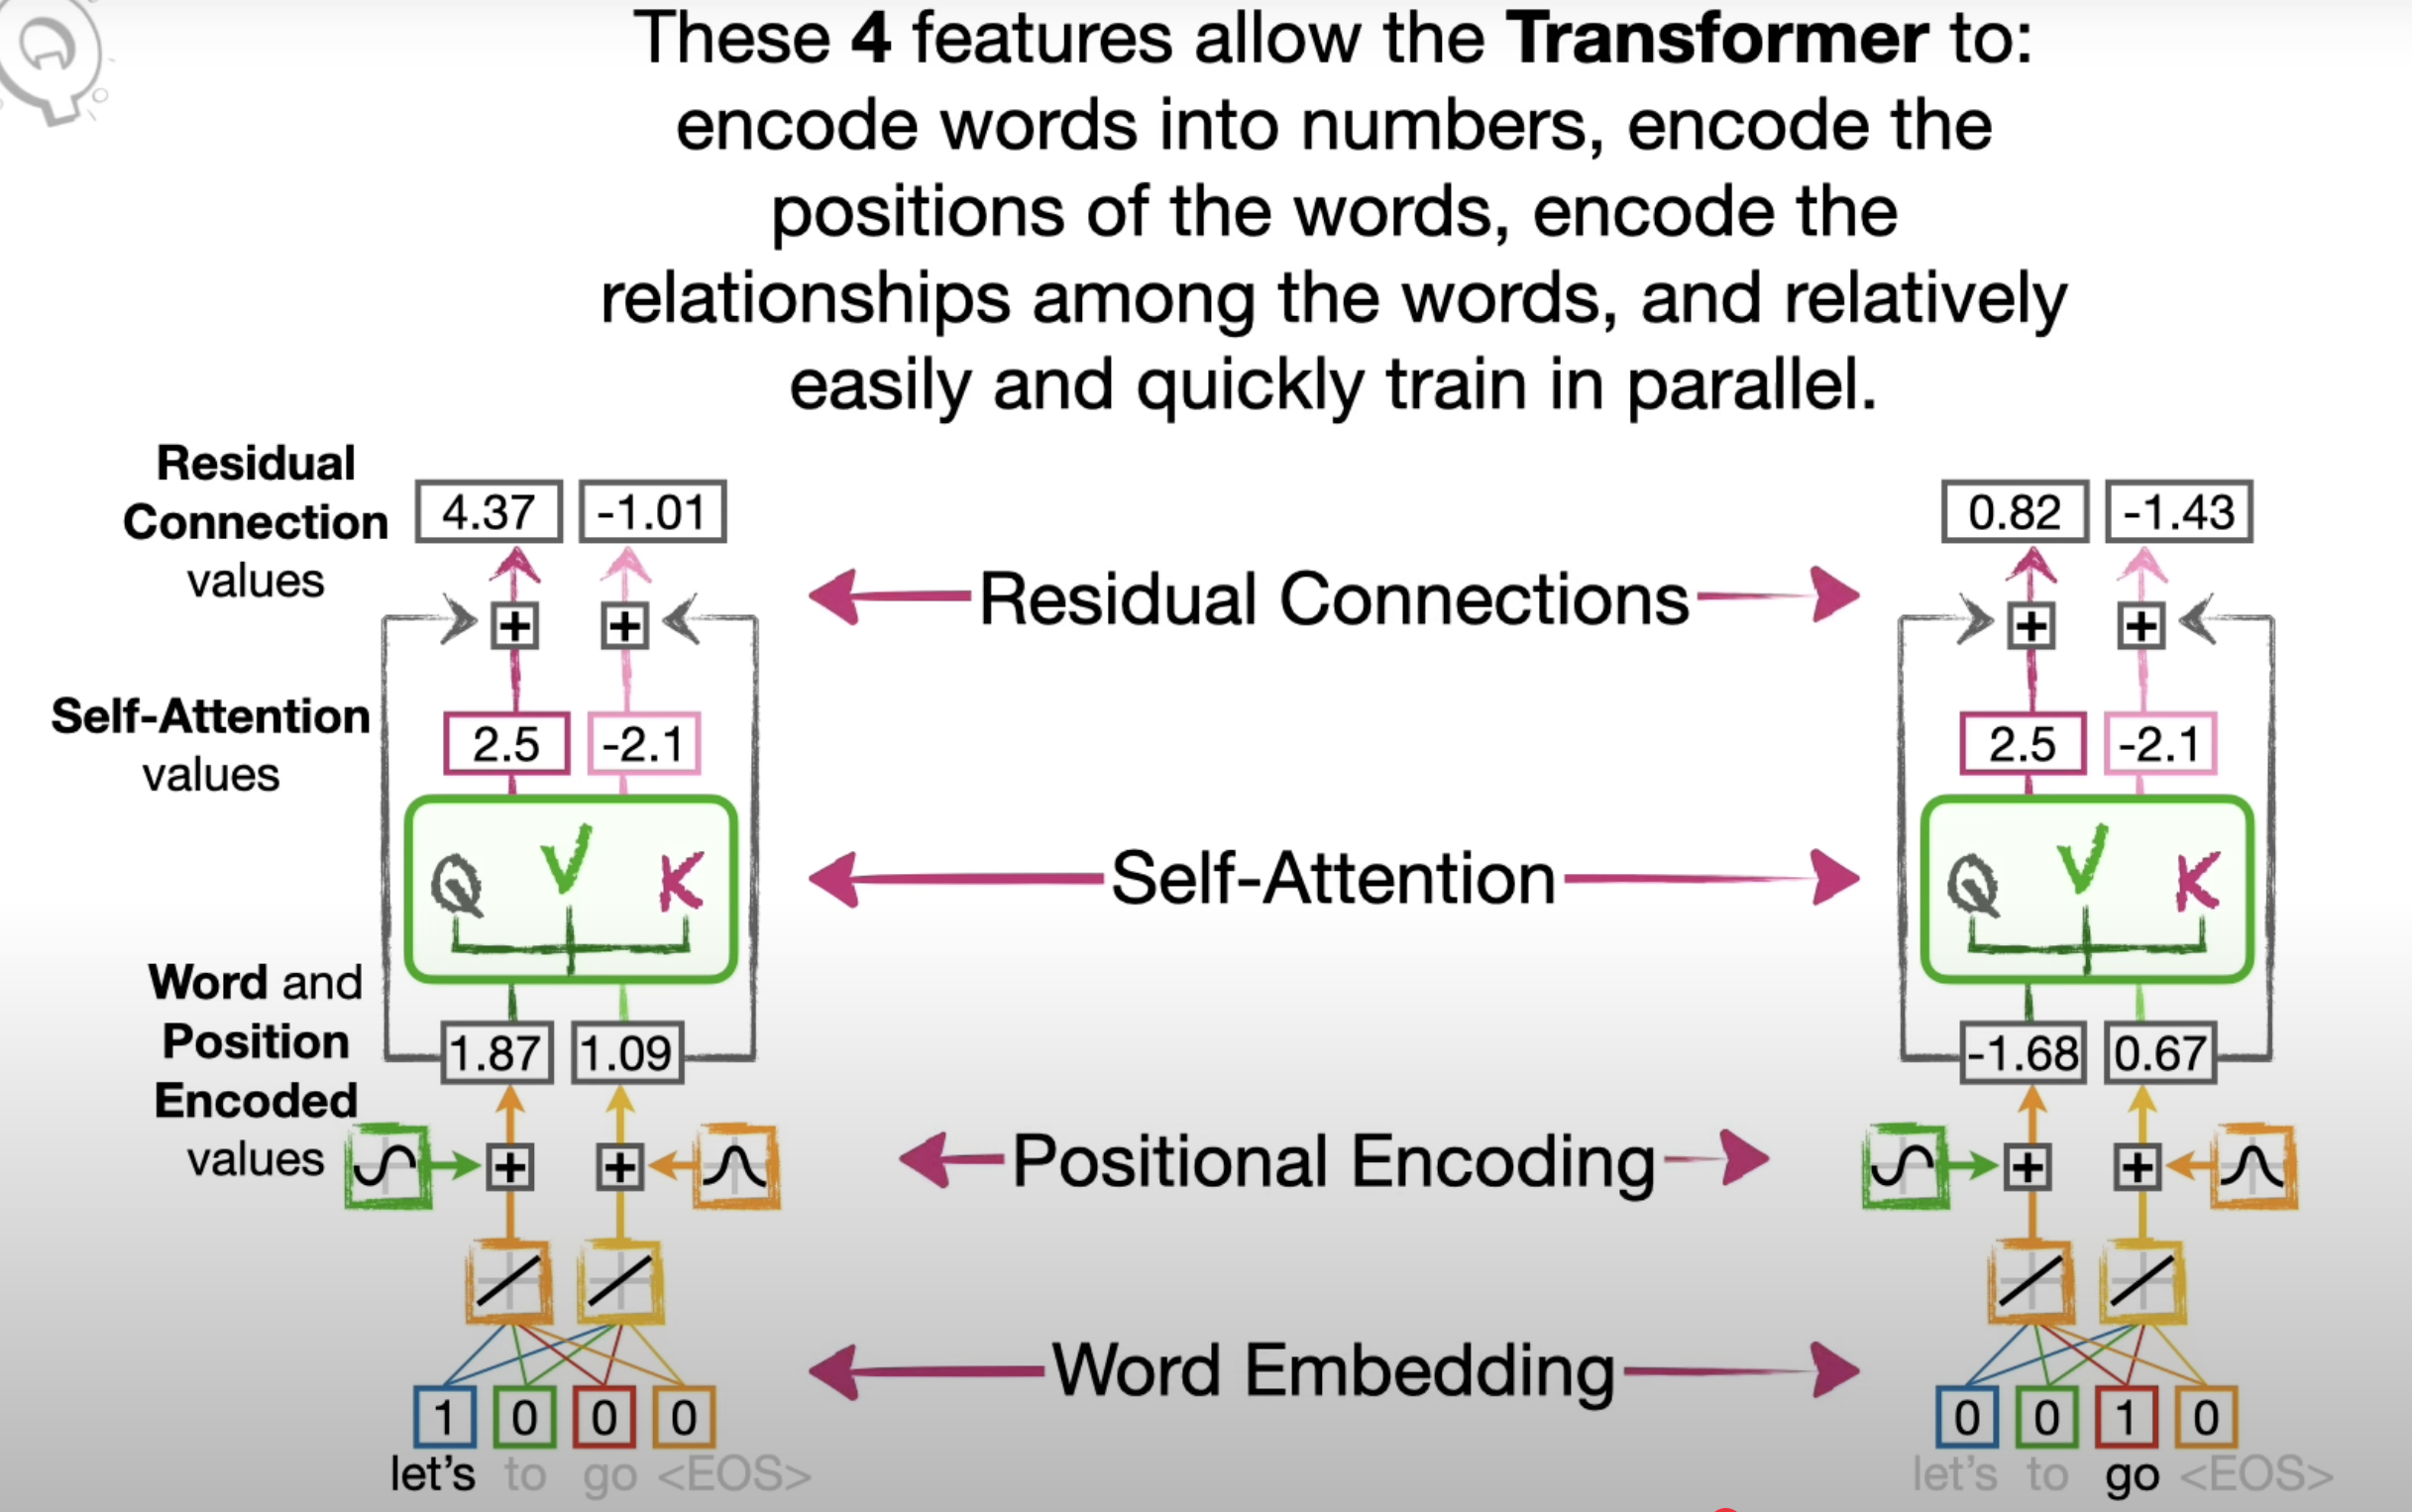 These 4 features allow the Transformer to:
encode words into numbers, encode the
positions of the words, encode the
relationships among the words, and relatively
easily and quickly train in parallel.
Residual
Connection
values
4.37 -1.01
Residual Connections
0.82 -1.43
+ +
+ +
Self-Attention
values
2.5 -2.1
2.5 -2.1
Q V K
Self-Attention
Q V K
Word and
Position
Encoded
values
1.87 1.09
-1.68 0.67
+ +
Positional Encoding
+ +
Word Embedding
1 0 0 0
let's to go <EOS>
0 0 1 0
let's to go <EOS>